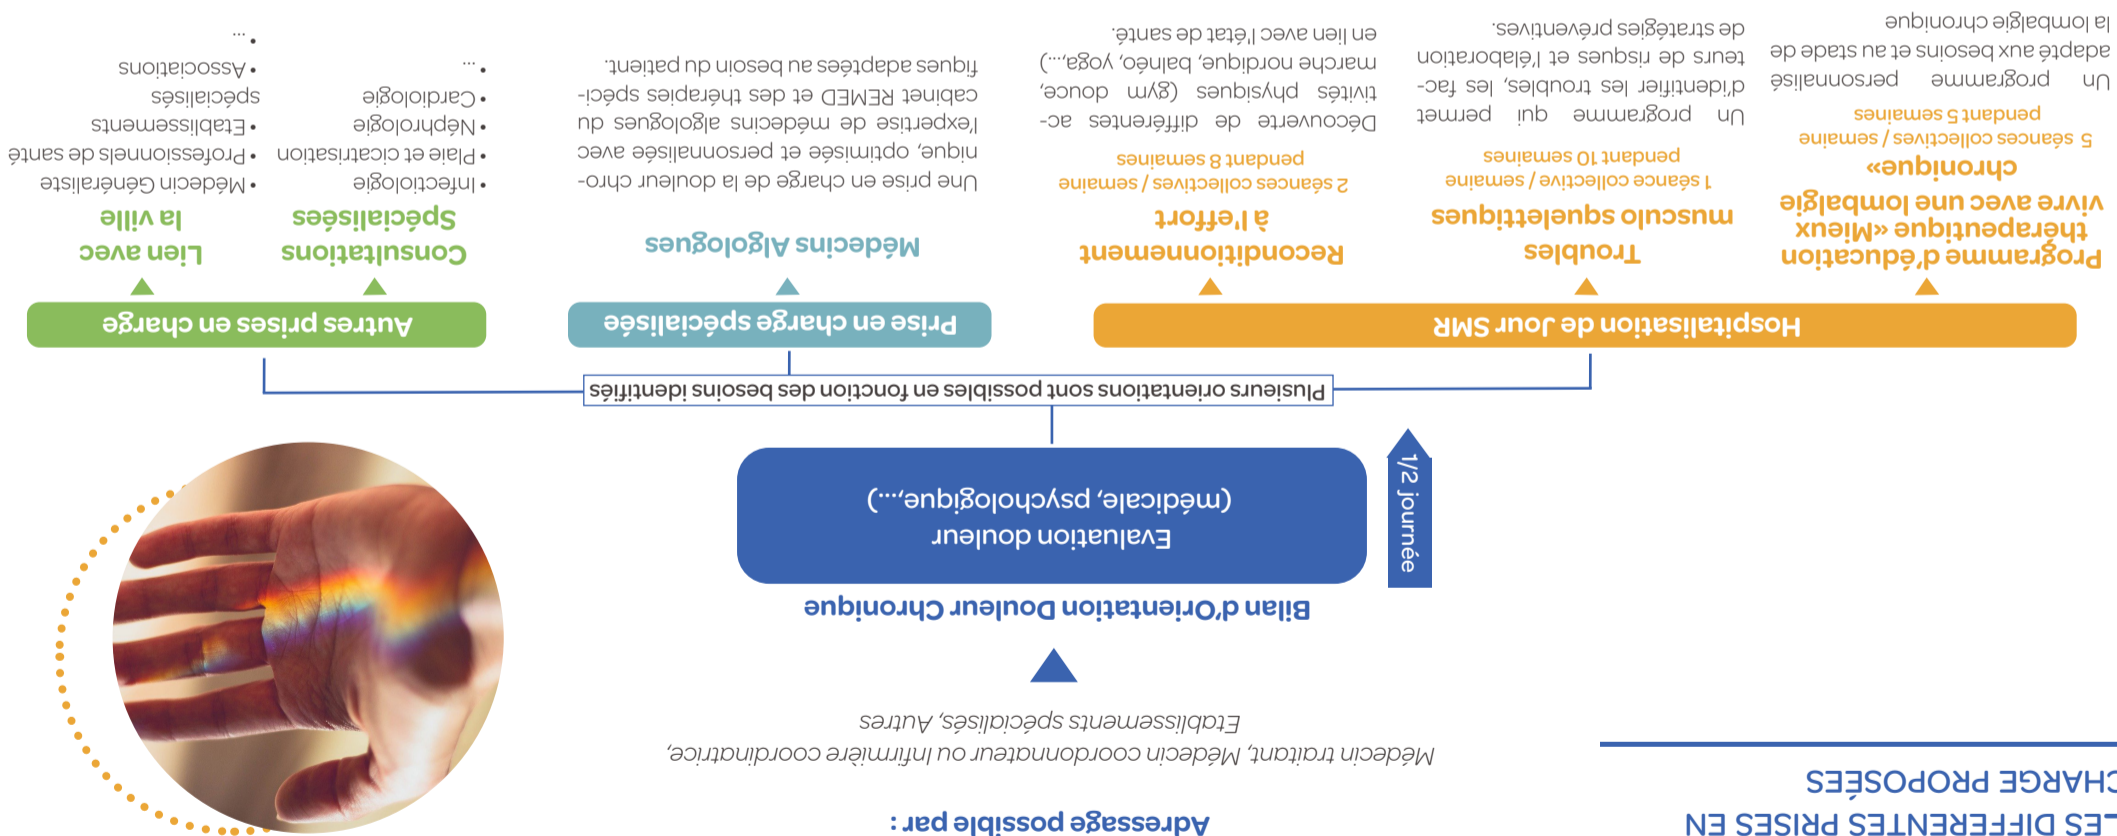 LES DIFFERENTES PRISES EN
CHARGE PROPOSÉES
Adressage possible par :
Médecin traitant, Médecin coordonnateur ou Infirmière coordinatrice,
Etablissements spécialisés, Autres
Bilan d'Orientation Douleur Chronique
1/2 journée
Evaluation douleur
(médicale, psychologique,...)
Plusieurs orientations sont possibles en fonction des besoins identifiés
Hospitalisation de Jour SMR
Programme d'éducation
thérapeutique «Mieux
vivre avec une lombalgie
chronique»
5 séances collectives / semaine
pendant 5 semaines
Un programme personnalisé
adapté aux besoins et au stade de
la lombalgie chronique
Troubles
musculo squelettiques
1 séance collective / semaine
pendant 10 semaines
Un programme qui permet
d'identifier les troubles, les fac-
teurs de risques et l'élaboration
de stratégies préventives.
Reconditionnement
à l'effort
2 séances collectives / semaine
pendant 8 semaines
Découverte de différentes ac-
tivités physiques (gym douce,
marche nordique, balnéo, yoga,...)
en lien avec l'état de santé.
Prise en charge spécialisée
Médecins Algologues
Une prise en charge de la douleur chro-
nique, optimisée et personnalisée avec
l'expertise de médecins algologues du
cabinet REMED et des thérapies spéci-
fiques adaptées au besoin du patient.
Autres prises en charge
Consultations
Spécialisées
• Infectiologie
• Plaie et cicatrisation
• Néphrologie
• Cardiologie
• ...
Lien avec
la ville
• Médecin Généraliste
• Professionnels de santé
• Etablissements
spécialisés
• Associations
• ...